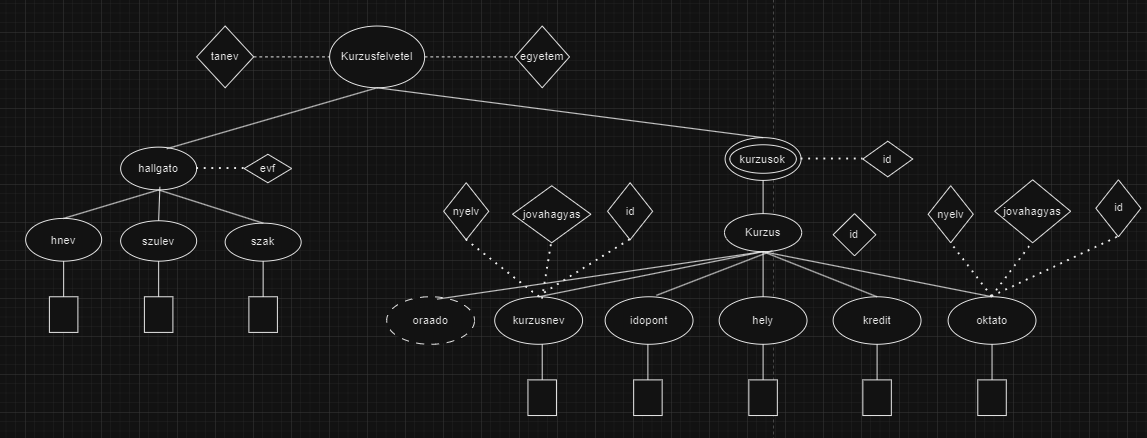 tanev
Kurzusfelvetel
egyetem
hallgato
evf
kurzusok
id
hnev
szulev
szak
nyelv
jovahagyas
id
Kurzus
id
nyelv
jovahagyas
id
oraado
kurzusnev
idopont
hely
kredit
oktato